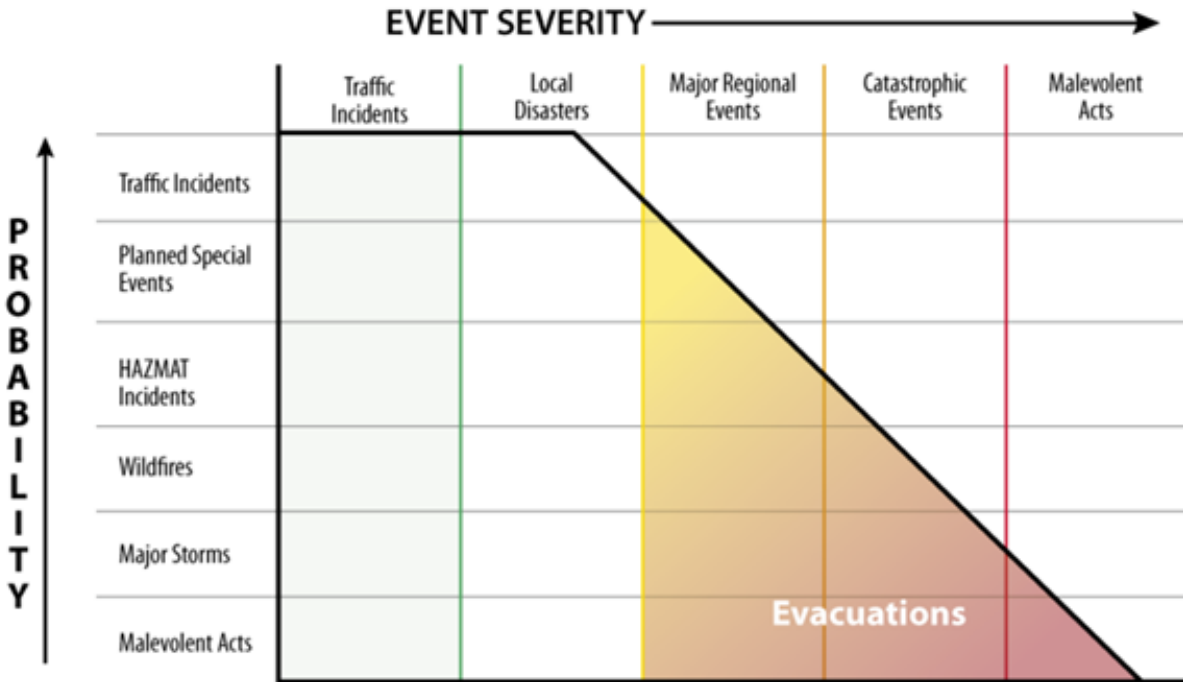 EVENT SEVERITY
Traffic
Incidents
Local
Disasters
Major Regional
Events
Catastrophic
Events
Malevolent
Acts
PROBABILITY
Traffic Incidents
Planned Special
Events
HAZMAT
Incidents
Wildfires
Major Storms
Malevolent Acts
Evacuations